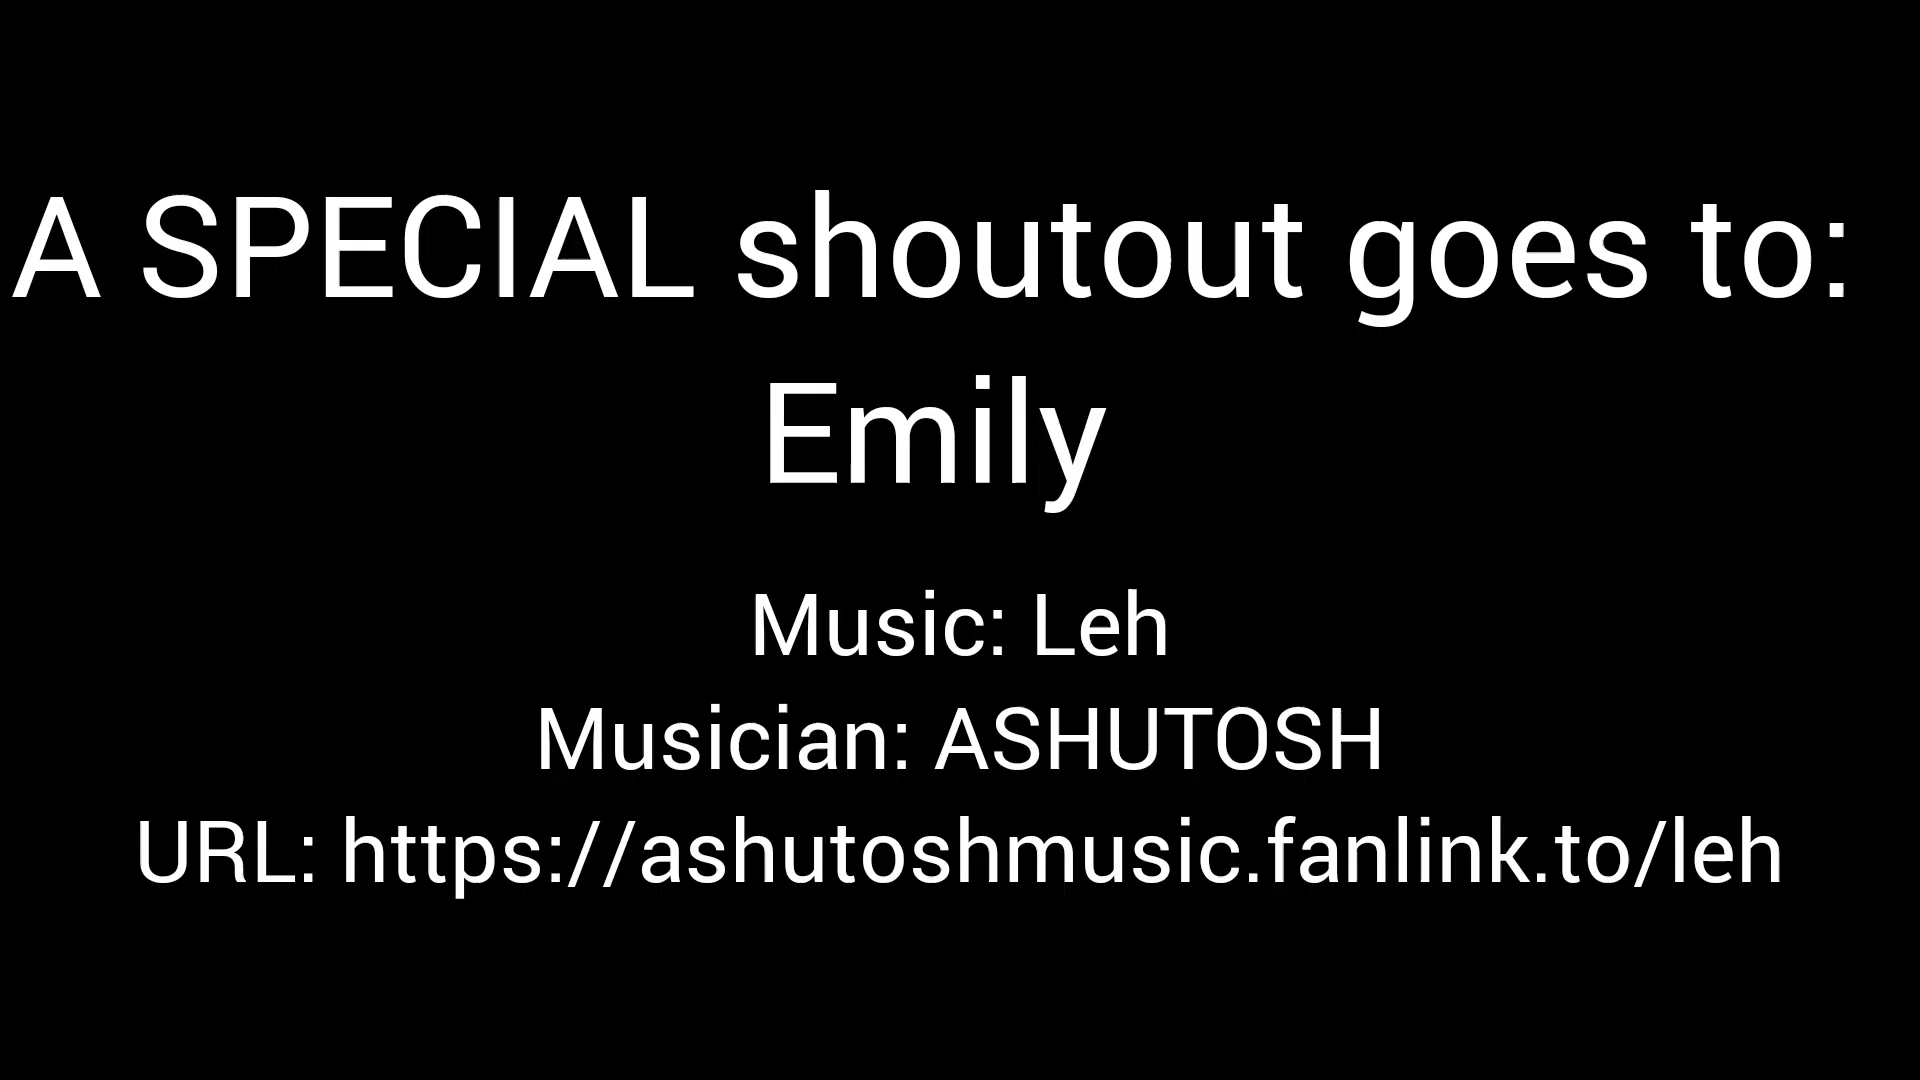 A SPECIAL shoutout goes to:
Emily
Music: Leh
Musician: ASHUTOSH
URL: https://ashutoshmusic.fanlink.to/leh